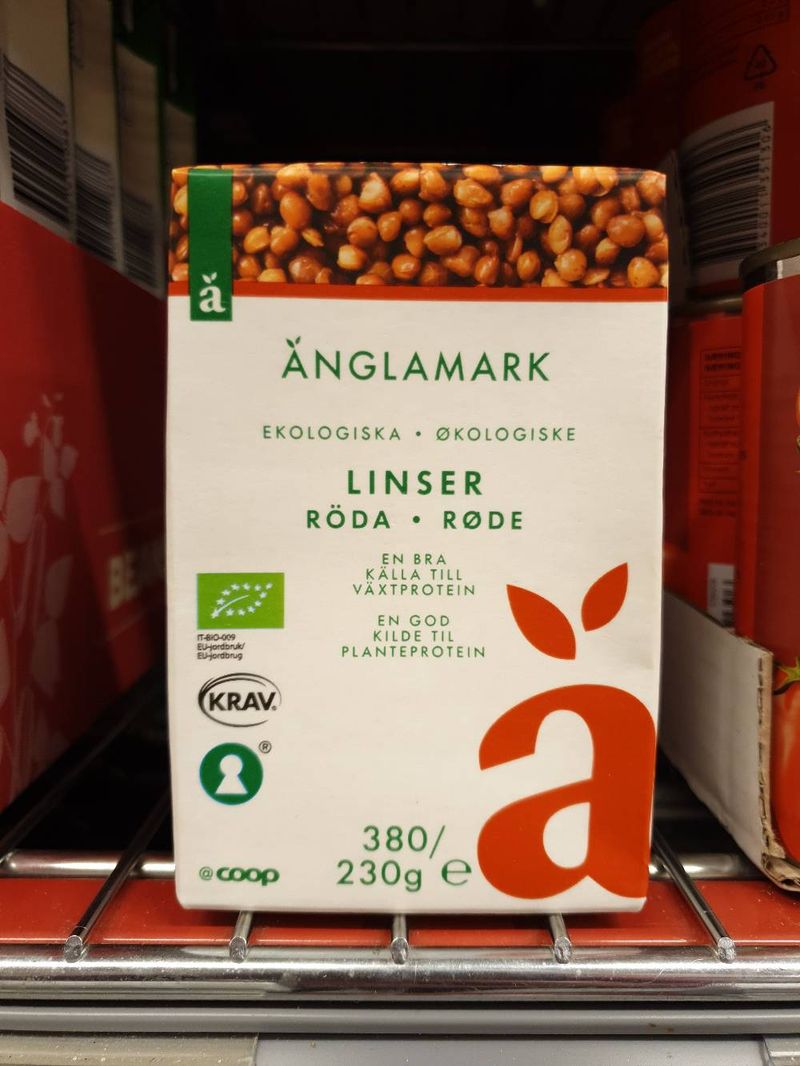 ä
ÄNGLAMARK
EKOLOGISKA • ØKOLOGISKE
LINSER
RÖDA • RØDE
EN BRA
KÄLLA TILL
VÄXTPROTEIN
EN GOD
KILDE TIL
PLANTEPROTEIN
IT-BIO-009
EU-jordbruk/
EU-jordbrug
KRAV®
®
@coop
380/
230g e
ä